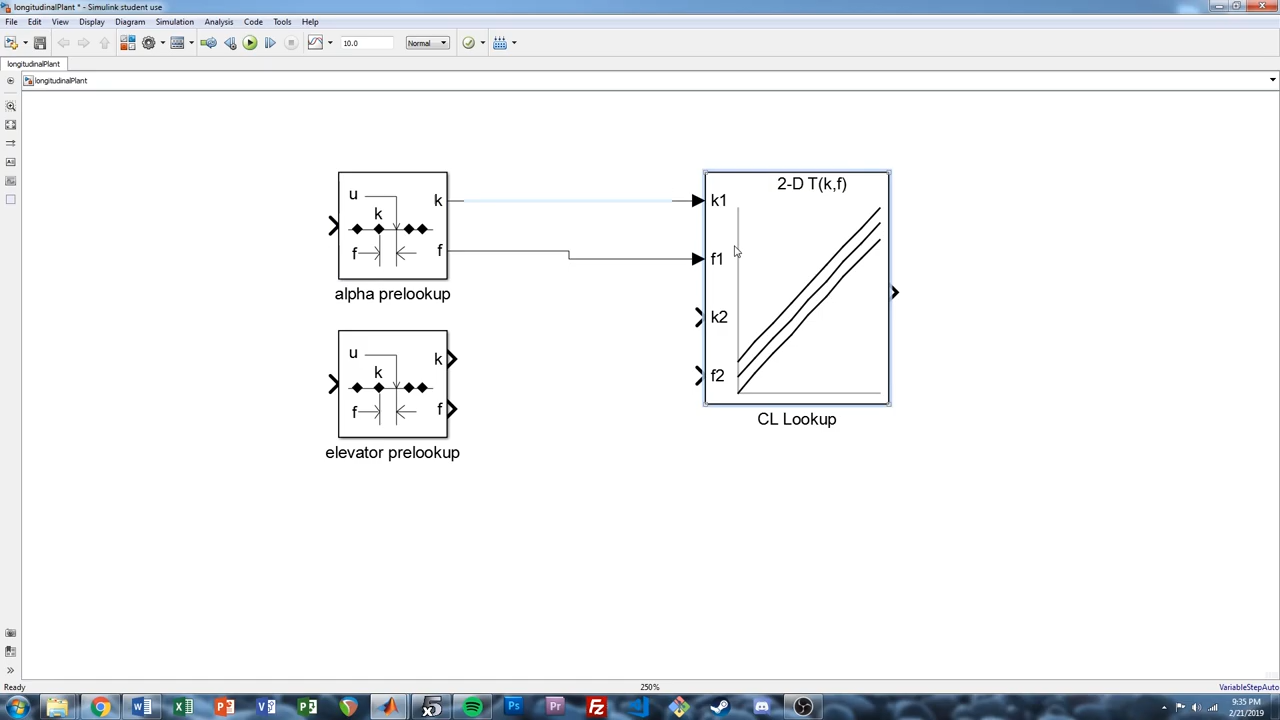 longitudinalPlant * - Simulink student use
File Edit View Display Diagram Simulation Analysis Code Tools Help
10.0 Normal
longitudinalPlant
longitudinalPlant
2-D T(k,f)
u k k f f
alpha prelookup
u k k f f
elevator prelookup
k1
f1
k2
f2
CL Lookup
Ready 250% VariableStepAuto
9:35 PM
2/21/2019